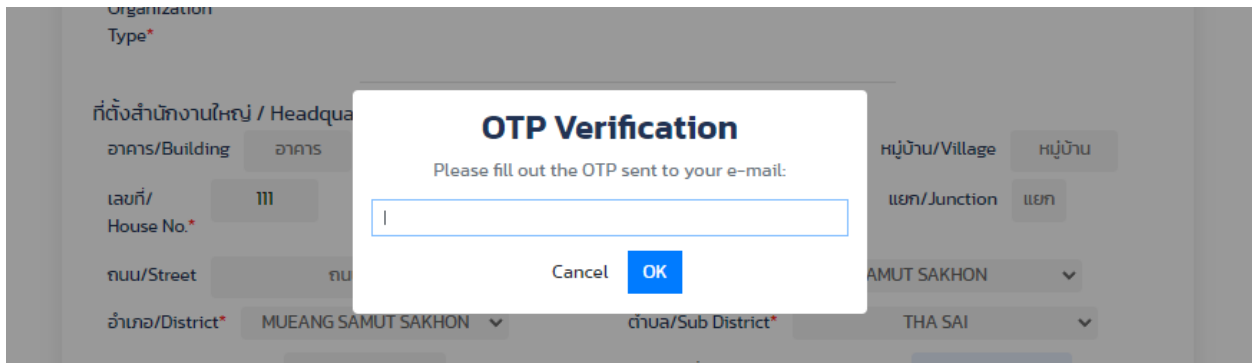 Organization
Type*
ที่ตั้งสำนักงานใหญ่ / Headqua
OTP Verification
อาคาร/Building อาคาร
หมู่บ้าน/Village หมู่บ้าน
Please fill out the OTP sent to your e-mail:
เลขที่/
House No.* 111
แยก/Junction แยก
ถนน/Street ถน
Cancel OK
AMUT SAKHON
อำเภอ/District* MUEANG SAMUT SAKHON
ตำบล/Sub District* THA SAI